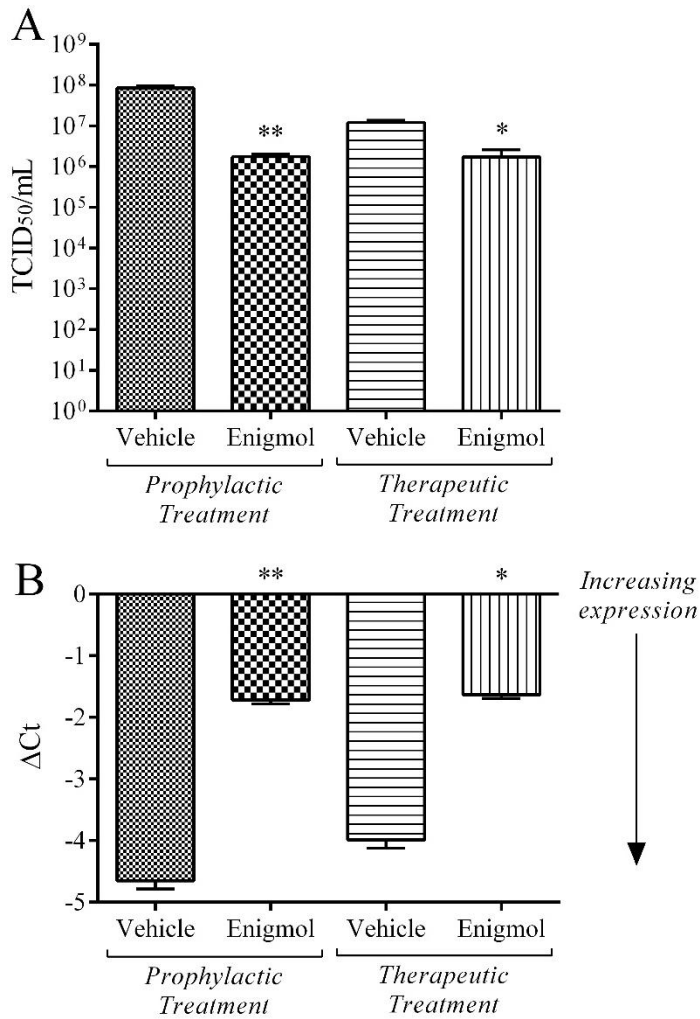 A
10⁹
10⁸
10⁷
10⁶
10⁵
10⁴
10³
10²
10¹
10⁰
TCID₅₀/mL
**
*
Vehicle Enigmol Vehicle Enigmol
Prophylactic Treatment
Therapeutic Treatment
B
0
-1
-2
-3
-4
-5
ΔCt
**
*
Increasing
expression
Vehicle Enigmol Vehicle Enigmol
Prophylactic Treatment
Therapeutic Treatment